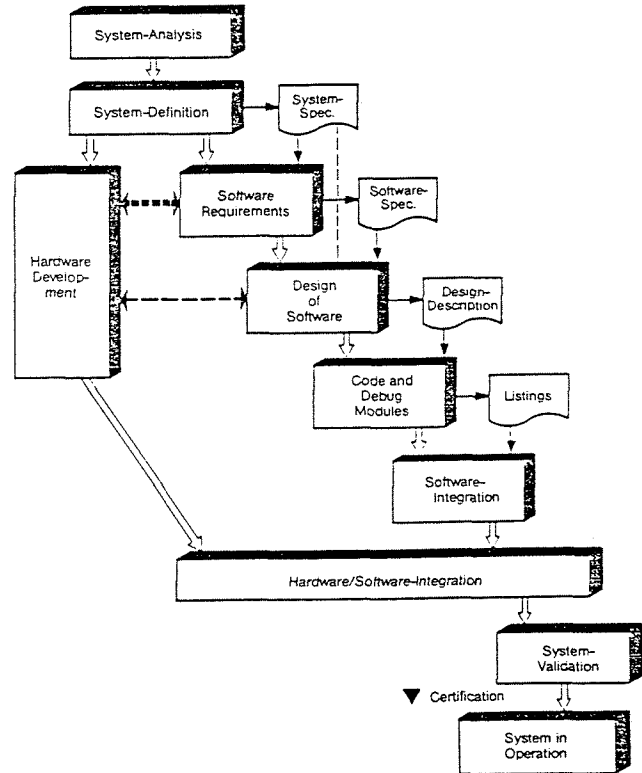 System-Analysis
System-Definition
System-
Spec.
Software
Requirements
Software-
Spec.
Hardware
Develop-
ment
Design
of
Software
Design-
Description
Code and
Debug
Modules
Listings
Software-
Integration
Hardware/Software-Integration
System-
Validation
Certification
System in
Operation